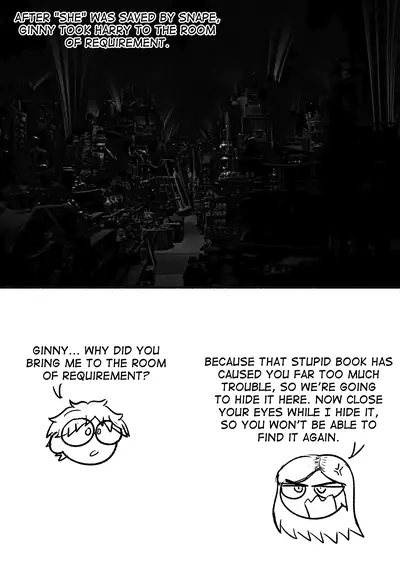 AFTER "SHE" WAS SAVED BY SNAPE,
GINNY TOOK HARRY TO THE ROOM
OF REQUIREMENT.
GINNY... WHY DID YOU
BRING ME TO THE ROOM
OF REQUIREMENT?
BECAUSE THAT STUPID BOOK HAS
CAUSED YOU FAR TOO MUCH
TROUBLE, SO WE'RE GOING
TO HIDE IT HERE. NOW CLOSE
YOUR EYES WHILE I HIDE IT,
SO YOU WON'T BE ABLE TO
FIND IT AGAIN.